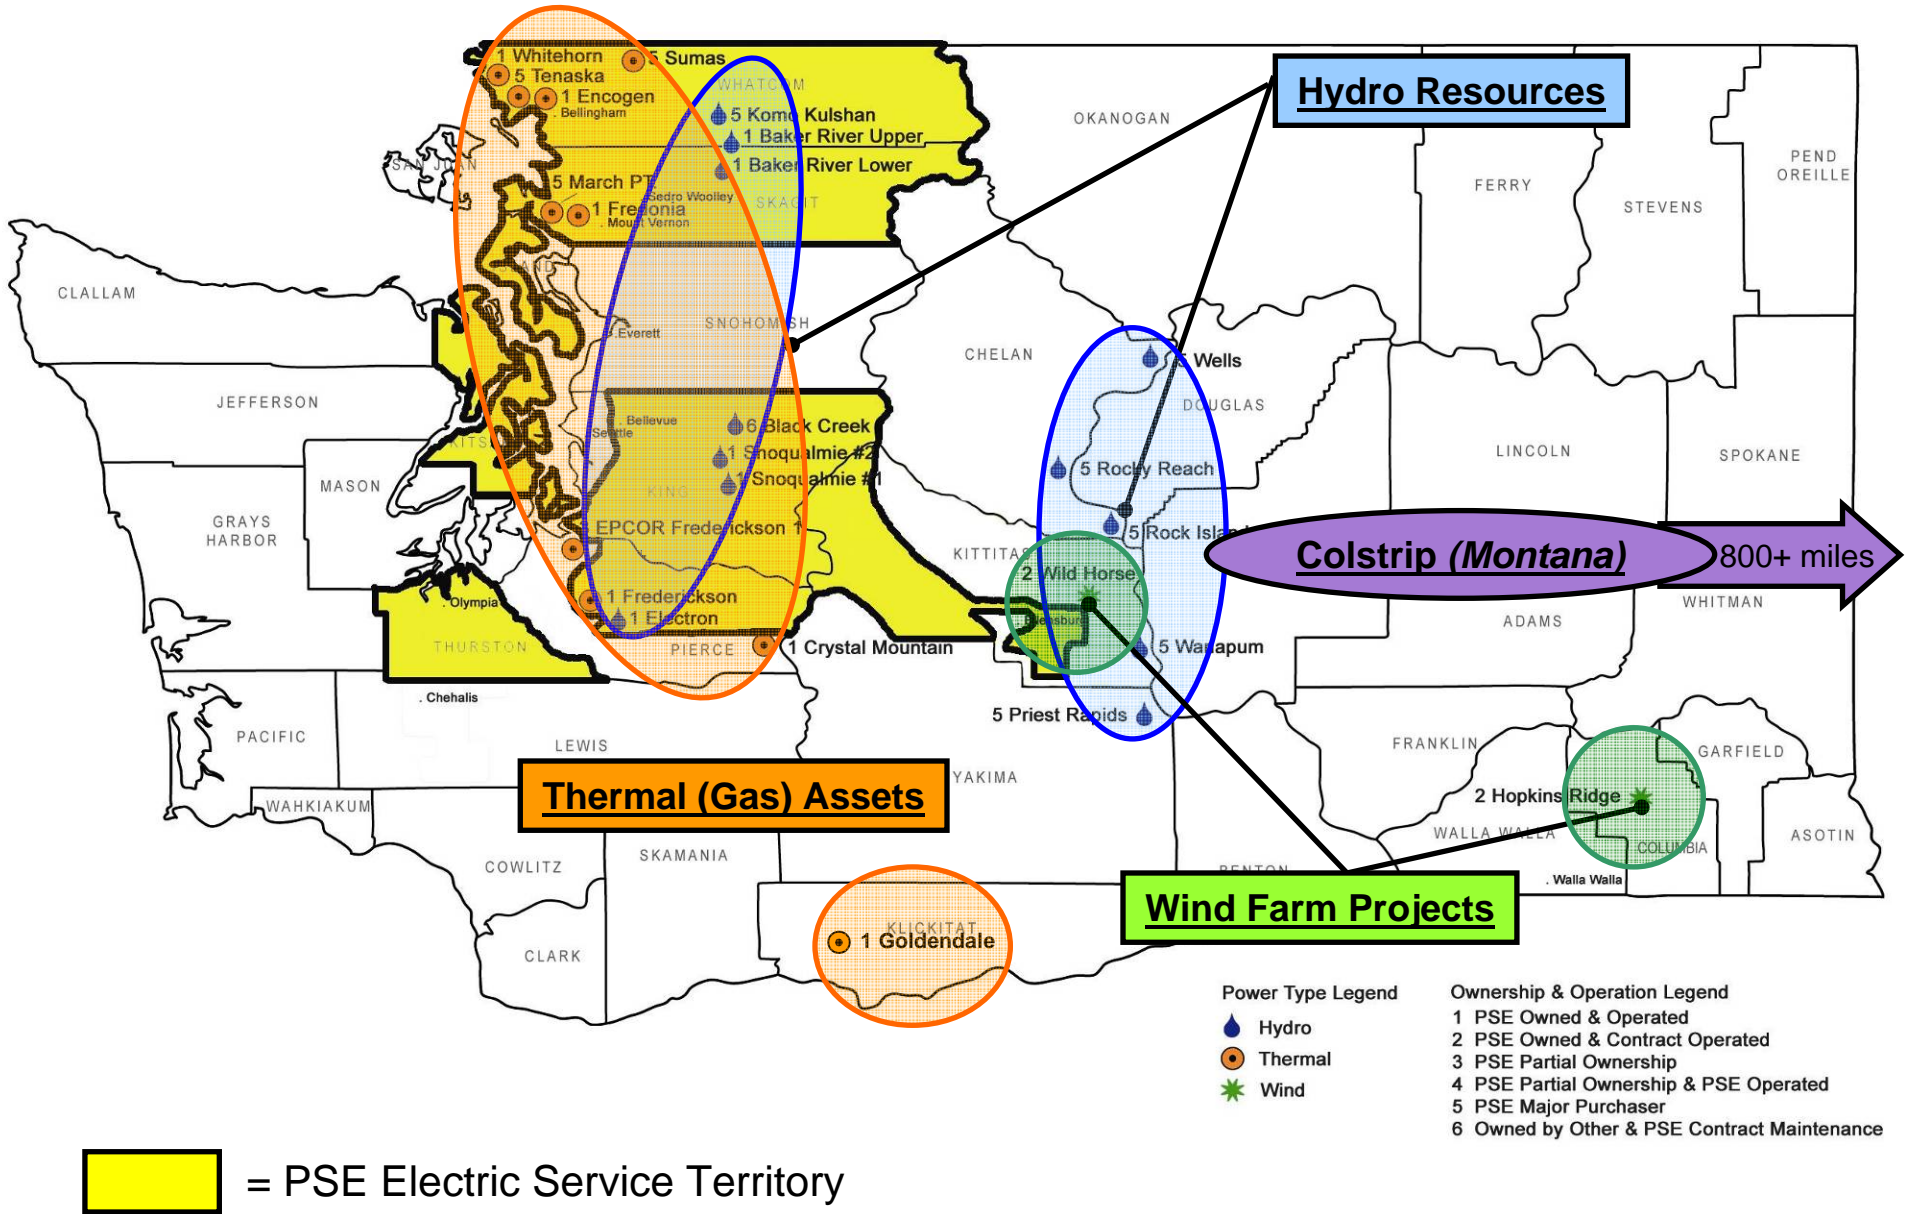 1 Whitehorn
5 Sumas
5 Tenaska
1 Encogen
. Bellingham
WHATCOM
5 Komo Kulshan
1 Baker River Upper
1 Baker River Lower
SAN JUAN
5 March PT
Sedro Woolley
SKAGIT
1 Fredonia
. Mount Vernon
Hydro Resources
OKANOGAN
FERRY
STEVENS
PEND
OREILLE
CLALLAM
ISLAND
.Everett
SNOHOMISH
CHELAN
5 Wells
DOUGLAS
JEFFERSON
. Bellevue
Seattle
6 Black Creek
1 Snoqualmie #2
1 Snoqualmie #1
KING
MASON
GRAYS
HARBOR
5 Rocky Reach
LINCOLN
SPOKANE
EPCOR Frederickson 1
5 Rock Island
KITTITAS
2 Wild Horse
Ellensburg
Colstrip (Montana)
800+ miles
WHITMAN
ADAMS
. Olympia
THURSTON
1 Frederickson
1 Electron
PIERCE
1 Crystal Mountain
5 Wanapum
. Chehalis
5 Priest Rapids
PACIFIC
LEWIS
FRANKLIN
GARFIELD
Thermal (Gas) Assets
YAKIMA
WAHKIAKUM
2 Hopkins Ridge
WALLA WALLA
COLUMBIA
ASOTIN
COWLITZ
SKAMANIA
BENTON
. Walla Walla
Wind Farm Projects
KLICKITAT
1 Goldendale
CLARK
Power Type Legend
Hydro
Thermal
Wind
Ownership & Operation Legend
1 PSE Owned & Operated
2 PSE Owned & Contract Operated
3 PSE Partial Ownership
4 PSE Partial Ownership & PSE Operated
5 PSE Major Purchaser
6 Owned by Other & PSE Contract Maintenance
= PSE Electric Service Territory